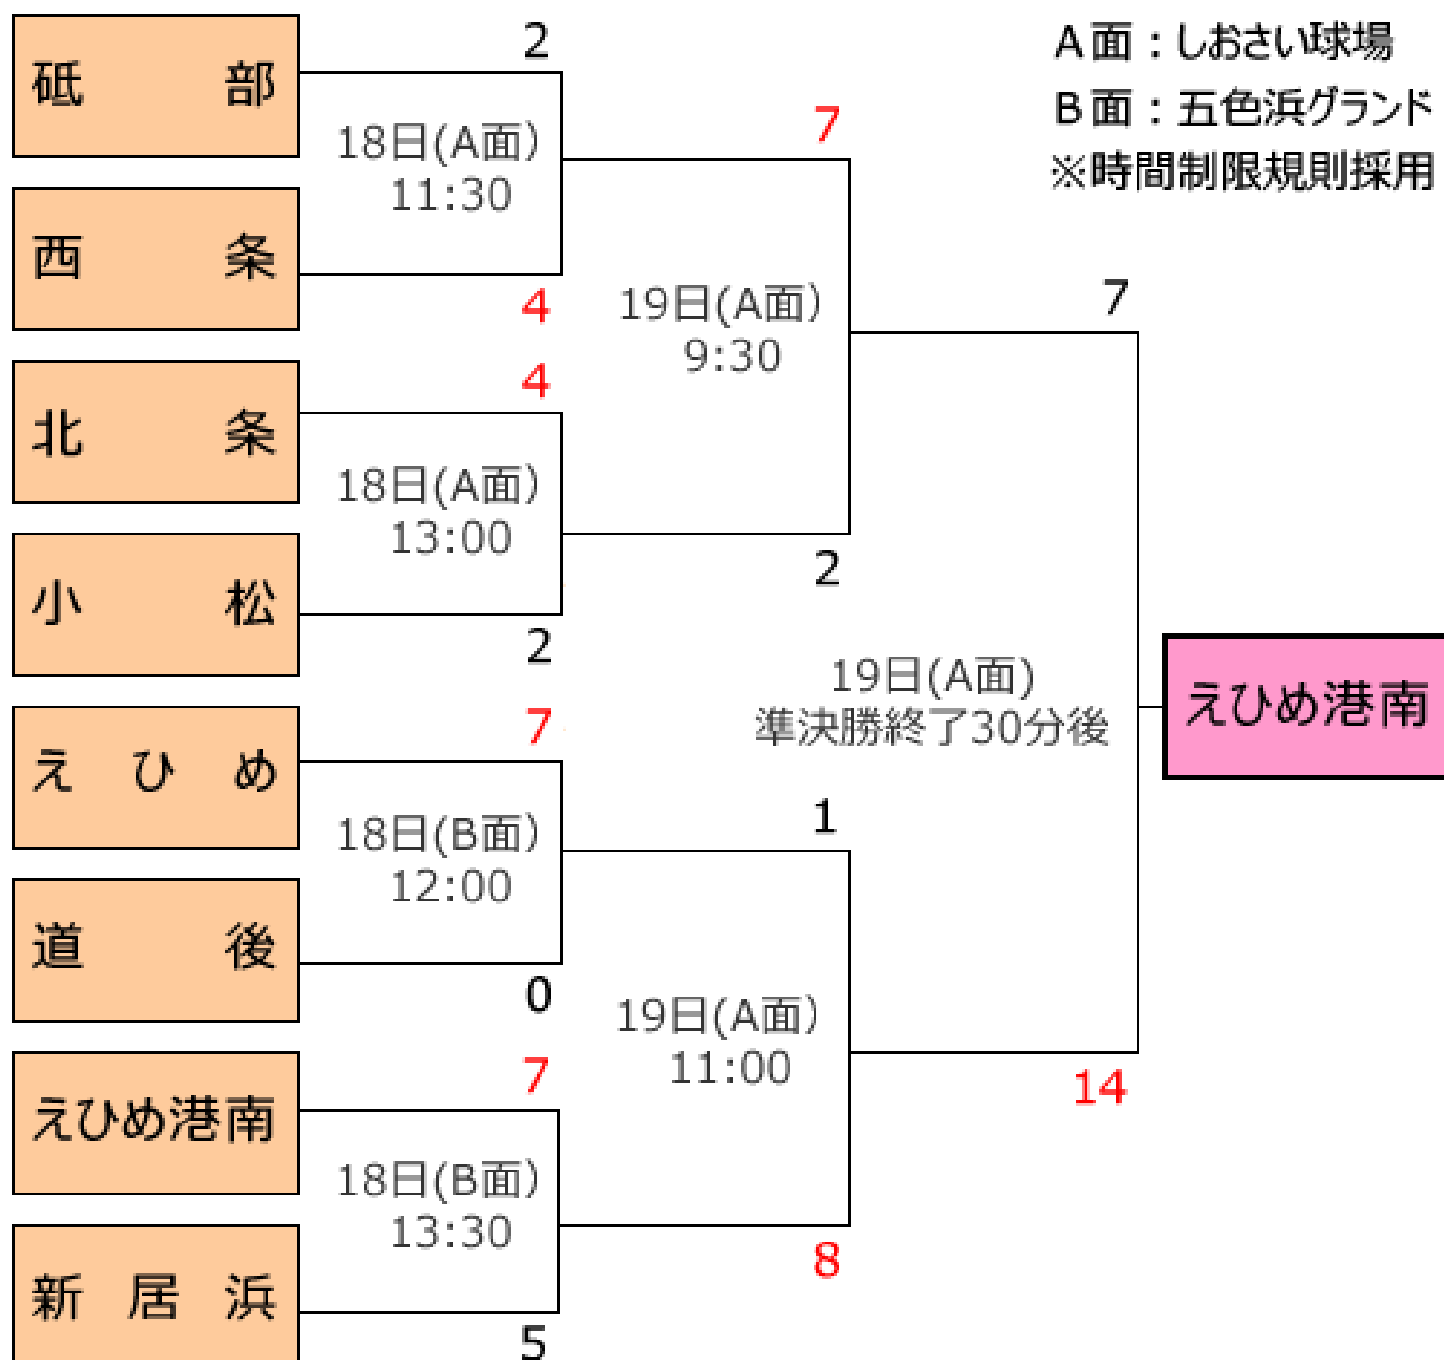 A面：しおさい球場
B面：五色浜グランド
※時間制限規則採用
砥部
2
18日(A面)
11:30
西条
4
7
19日(A面)
9:30
北条
4
18日(A面)
13:00
小松
2
2
7
19日(A面)
準決勝終了30分後
えひめ港南
えひめ
7
18日(B面)
12:00
道後
0
1
19日(A面)
11:00
えひめ港南
7
18日(B面)
13:30
新居浜
5
8
14